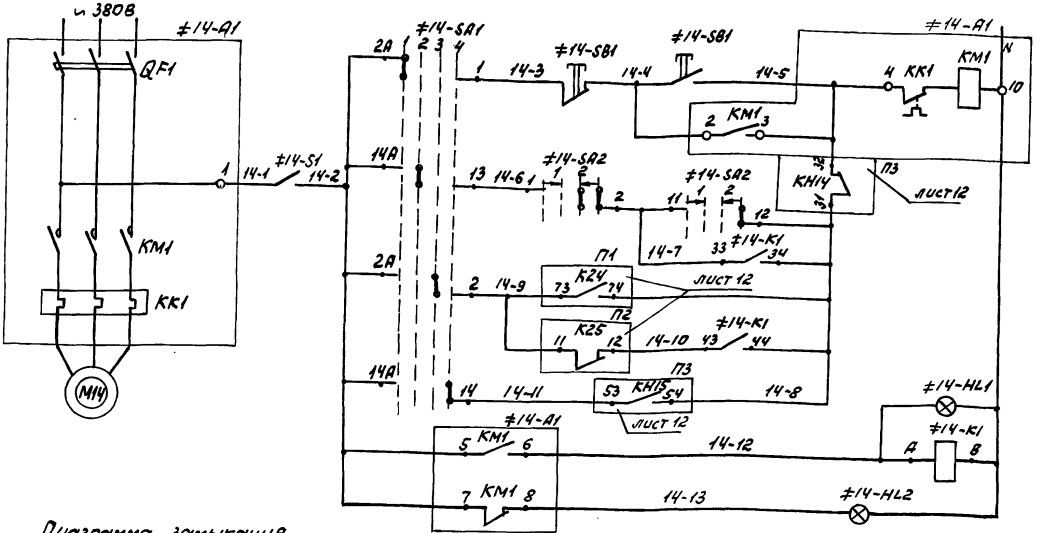 ~ 380В
≠14-А1
QF1
1
14-1
≠14-S1
14-2
КМ1
КК1
М14
2А
1
2
3
4
≠14-SA1
1
14-3
≠14-SB1
14-4
≠14-SB1
14-5
≠14-А1
N
4
КК1
КМ1
10
2
КМ1
3
14А
13
14-6
1
≠14-SA2
1
2
2
11
≠14-SA2
1
2
12
32
КН14
31
П3
лист12
14-7
33
≠14-К1
34
2А
2
14-9
П1
К24
73
74
лист 12
П2
К25
11
12
14-10
43
≠14-К1
44
14А
14
14-11
П3
КН15
53
54
лист 12
14-8
≠14-А1
5
КМ1
6
14-12
≠14-HL1
≠14-К1
А
В
7
КМ1
8
14-13
≠14-HL2
Диаграмма замыкания